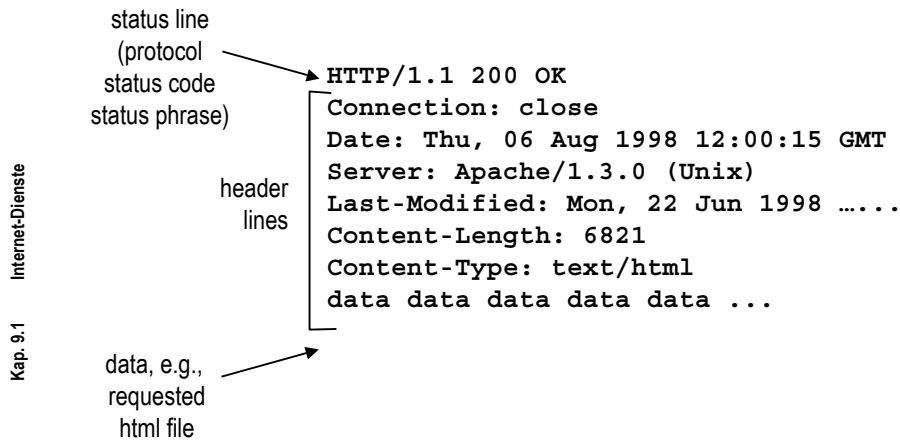 status line
(protocol
status code
status phrase)
HTTP/1.1 200 OK
Connection: close
Date: Thu, 06 Aug 1998 12:00:15 GMT
Server: Apache/1.3.0 (Unix)
Last-Modified: Mon, 22 Jun 1998 …...
Content-Length: 6821
Content-Type: text/html
data data data data data ...
header
lines
data, e.g.,
requested
html file
Kap. 9.1 Internet-Dienste